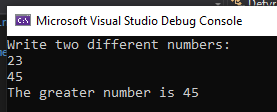 Microsoft Visual Studio Debug Console
Write two different numbers:
23
45
The greater number is 45